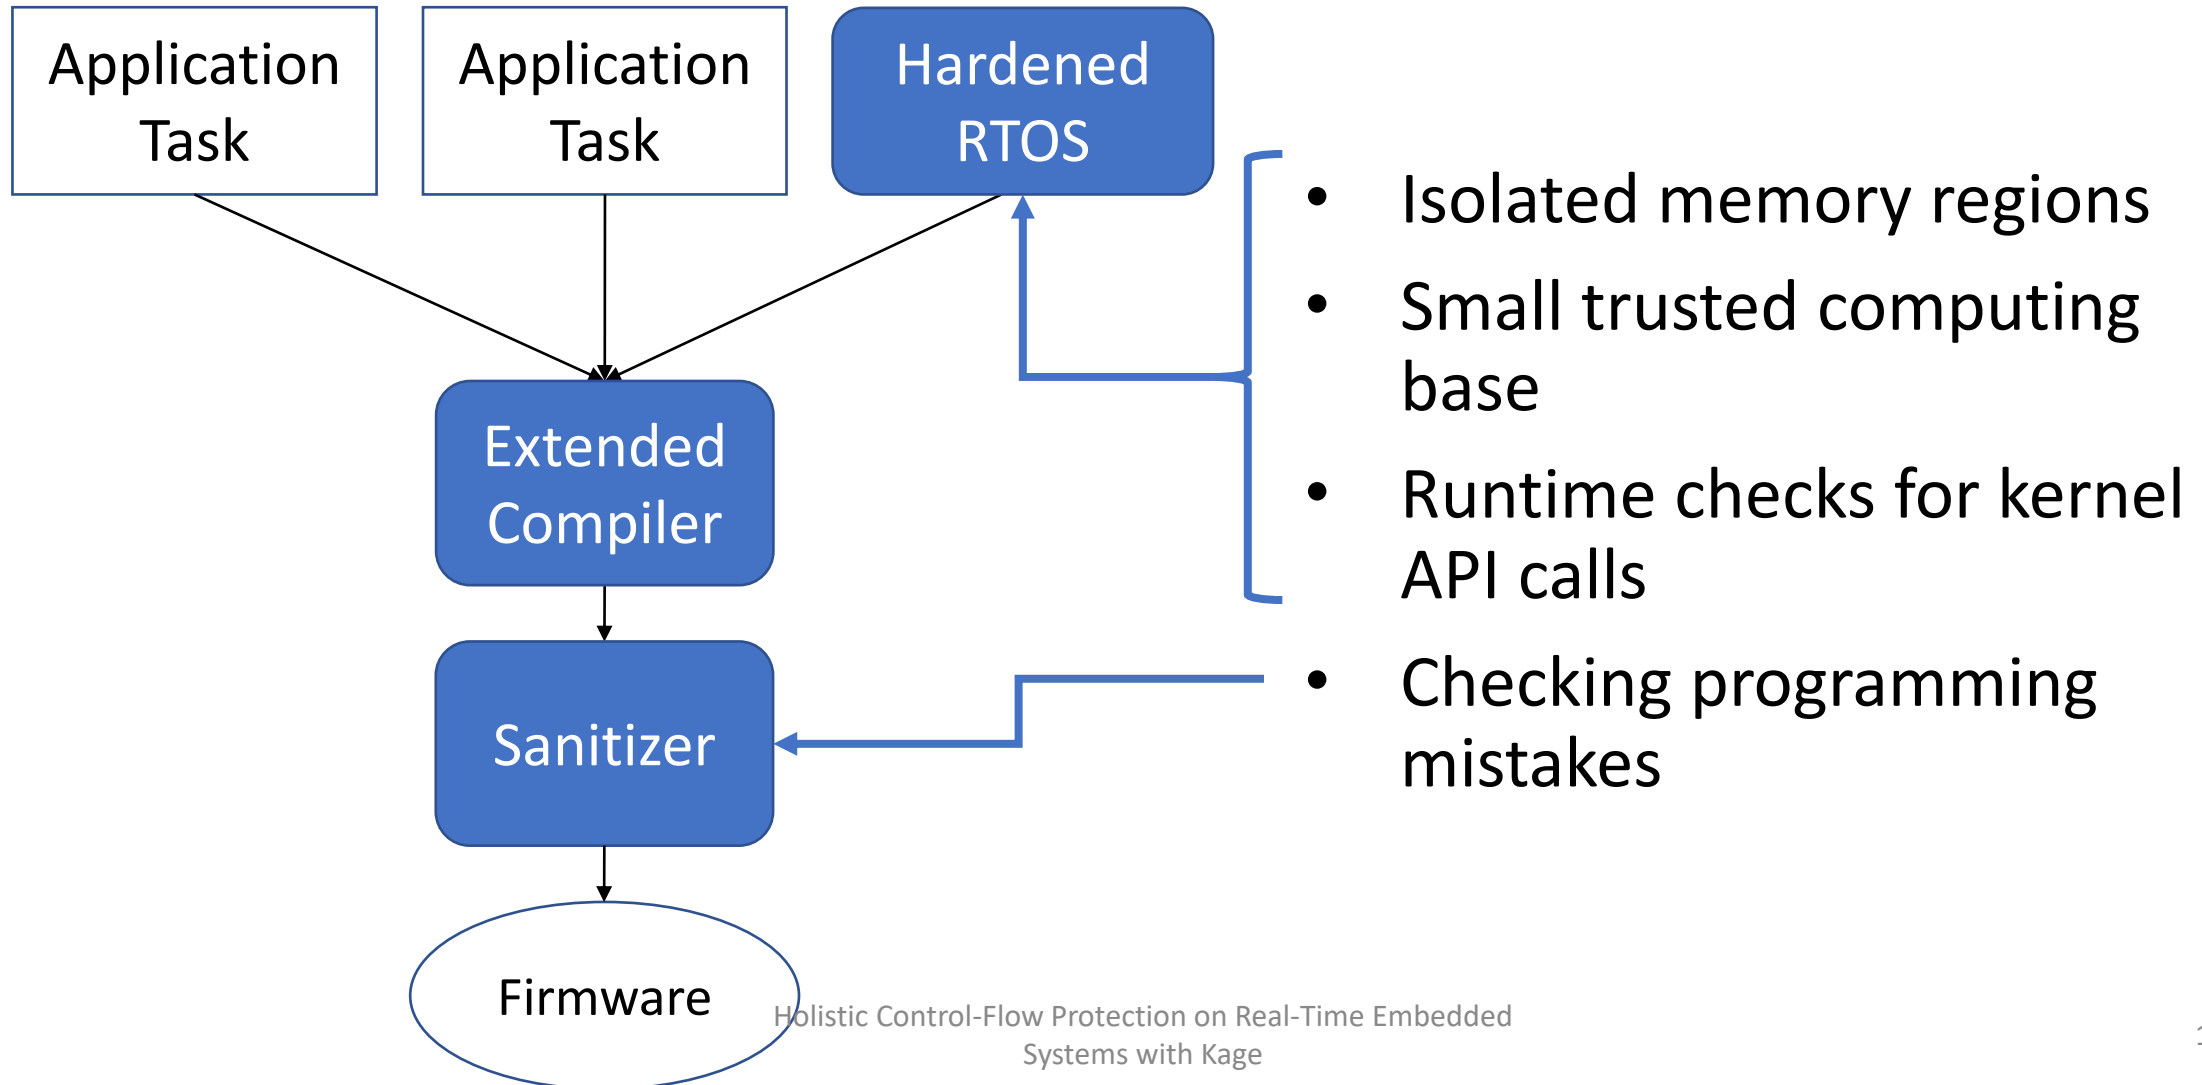 Application
Task
Application
Task
Hardened
RTOS
• Isolated memory regions
• Small trusted computing
base
• Runtime checks for kernel
API calls
• Checking programming
mistakes
Extended
Compiler
Sanitizer
Firmware
Holistic Control-Flow Protection on Real-Time Embedded
Systems with Kage